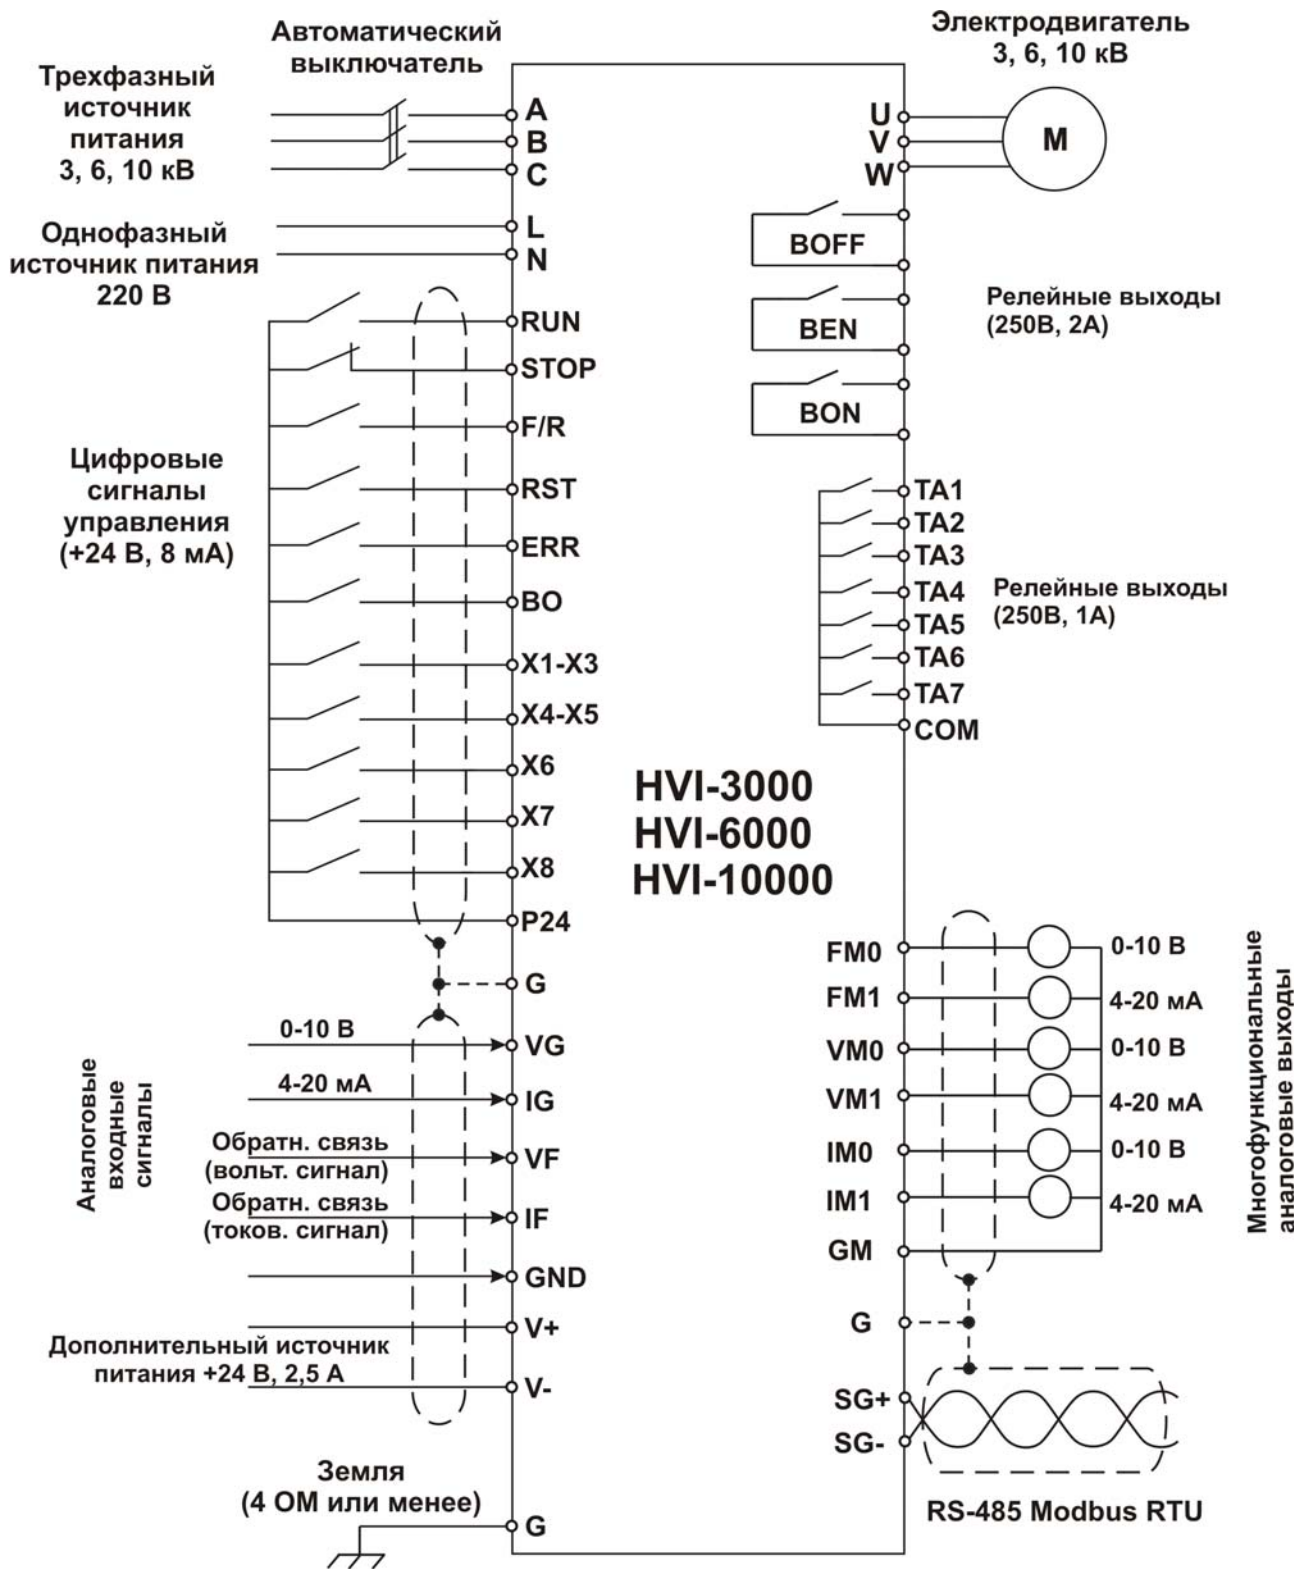 Автоматический
выключатель
Электродвигатель
3, 6, 10 кВ
Трехфазный
источник
питания
3, 6, 10 кВ
A
B
C
U
V
W
M
Однофазный
источник питания
220 В
L
N
BOFF
BEN
BON
Релейные выходы
(250В, 2А)
Цифровые
сигналы
управления
(+24 В, 8 мА)
RUN
STOP
F/R
RST
ERR
BO
X1-X3
X4-X5
X6
X7
X8
P24
G
TA1
TA2
TA3
TA4
TA5
TA6
TA7
COM
Релейные выходы
(250В, 1А)
HVI-3000
HVI-6000
HVI-10000
Аналоговые
входные
сигналы
0-10 В
VG
4-20 мА
IG
Обратн. связь
(вольт. сигнал)
VF
Обратн. связь
(токов. сигнал)
IF
GND
V+
Дополнительный источник
питания +24 В, 2,5 А
V-
Земля
(4 ОМ или менее)
G
FM0
0-10 В
FM1
4-20 мА
VM0
0-10 В
VM1
4-20 мА
IM0
0-10 В
IM1
4-20 мА
GM
Многофункциональные
аналоговые выходы
G
SG+
SG-
RS-485 Modbus RTU